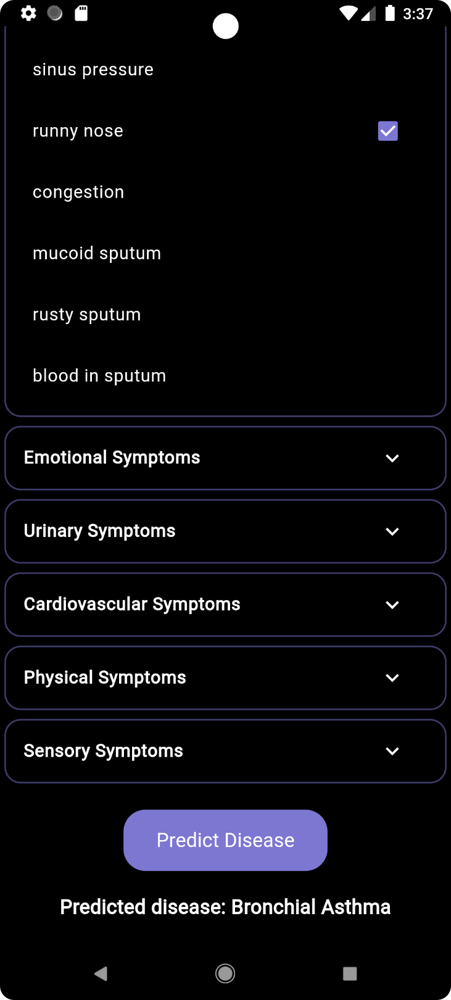 3:37
sinus pressure
runny nose
congestion
mucoid sputum
rusty sputum
blood in sputum
Emotional Symptoms
Urinary Symptoms
Cardiovascular Symptoms
Physical Symptoms
Sensory Symptoms
Predict Disease
Predicted disease: Bronchial Asthma